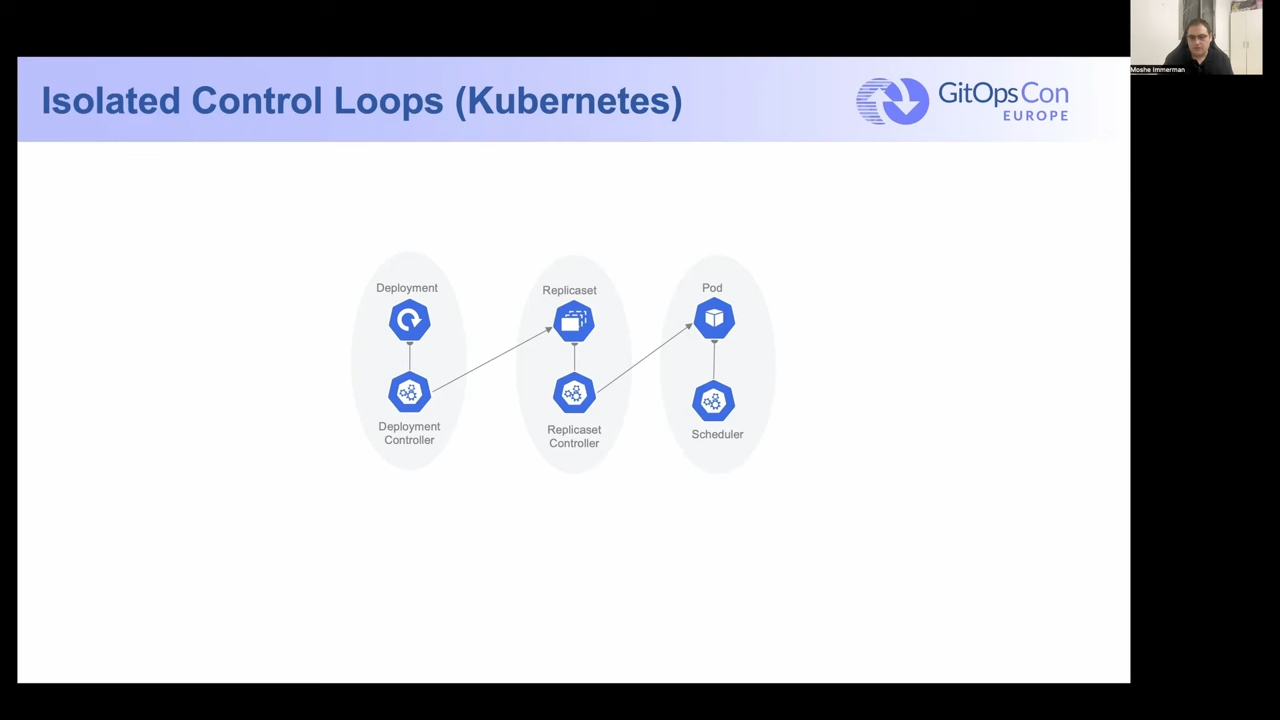 Moshe Immerman
Isolated Control Loops (Kubernetes)
GitOpsCon
EUROPE
Deployment
Replicaset
Pod
Deployment
Controller
Replicaset
Controller
Scheduler